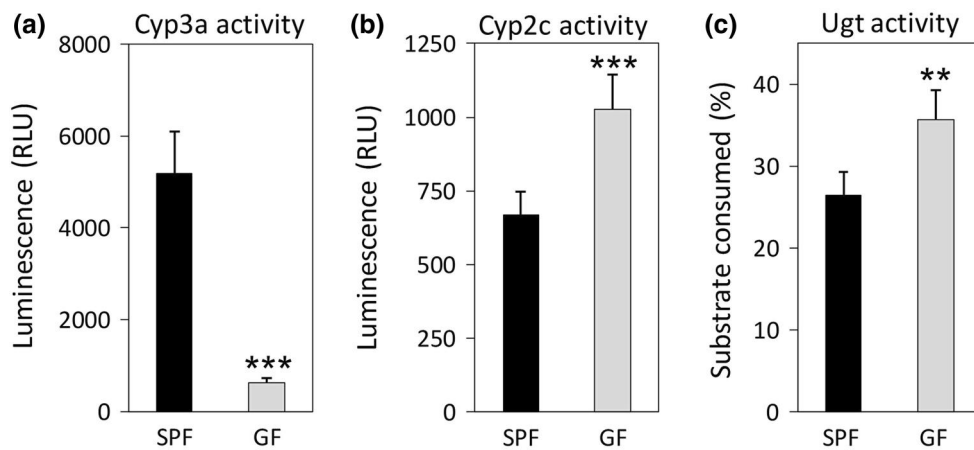 (a) Cyp3a activity
Luminescence (RLU)
8000
6000
4000
2000
0
***
SPF GF
(b) Cyp2c activity
Luminescence (RLU)
1250
1000
750
500
250
0
***
SPF GF
(c) Ugt activity
Substrate consumed (%)
40
30
20
10
0
**
SPF GF